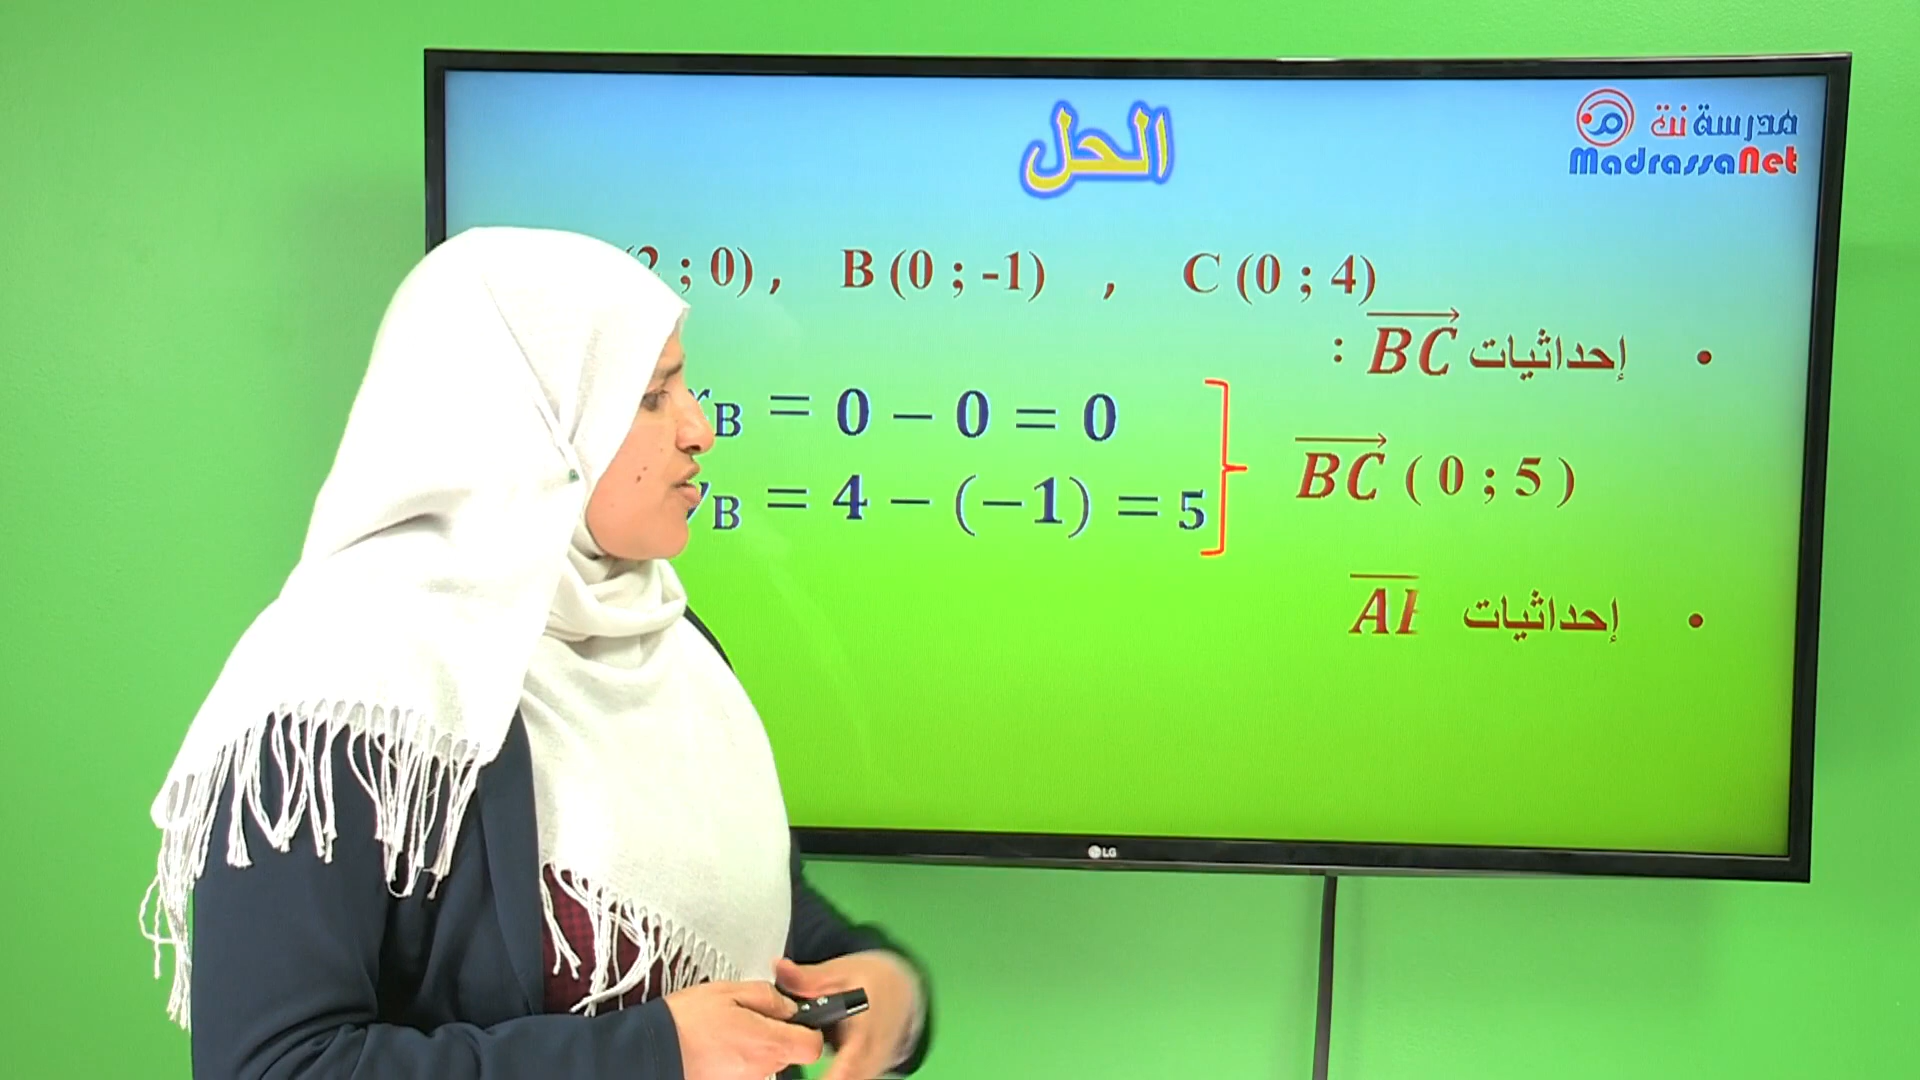 مدرسة نت
MadrassaNet
الحل
2 ; 0) , B (0 ; -1) , C (0 ; 4)
إحداثيات BC :
B = 0 − 0 = 0
B = 4 − (−1) = 5
BC ( 0 ; 5 )
إحداثيات A
LG